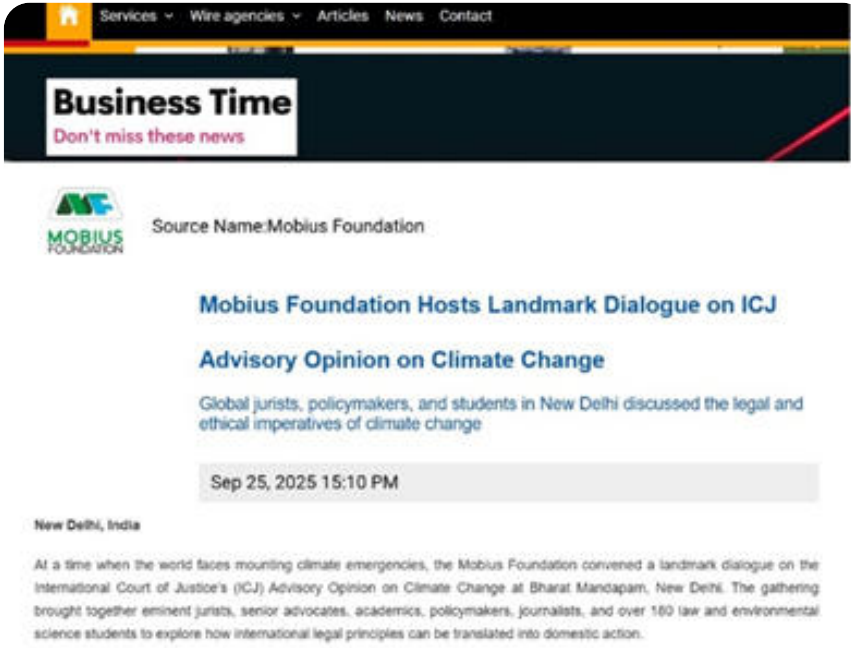 Services Wire agencies Articles News Contact
Business Time
Don't miss these news
MOBIUS
FOUNDATION
Source Name:Mobius Foundation
Mobius Foundation Hosts Landmark Dialogue on ICJ
Advisory Opinion on Climate Change
Global jurists, policymakers, and students in New Delhi discussed the legal and
ethical imperatives of climate change
Sep 25, 2025 15:10 PM
New Delhi, India
At a time when the world faces mounting climate emergencies, the Mobius Foundation convened a landmark dialogue on the
International Court of Justice's (ICJ) Advisory Opinion on Climate Change at Bharat Mandapam, New Delhi. The gathering
brought together eminent jurists, senior advocates, academics, policymakers, journalists, and over 180 law and environmental
science students to explore how international legal principles can be translated into domestic action.